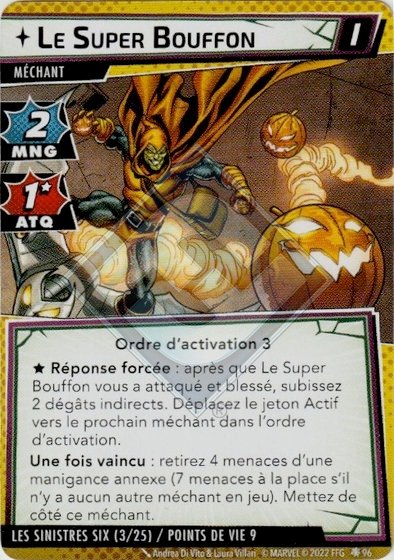 Le Super Bouffon
I
MÉCHANT
2
MNG
1*
ATQ
Ordre d'activation 3
★ Réponse forcée : après que Le Super
Bouffon vous a attaqué et blessé, subissez
2 dégâts indirects. Déplacez le jeton Actif
vers le prochain méchant dans l'ordre
d'activation.
Une fois vaincu : retirez 4 menaces d'une
manigance annexe (7 menaces à la place s'il
n'y a aucun autre méchant en jeu). Mettez de
côté ce méchant.
LES SINISTRES SIX (3/25) / POINTS DE VIE 9
Andrea Di Vito & Laura Villari. © MARVEL © 2022 FFG 96